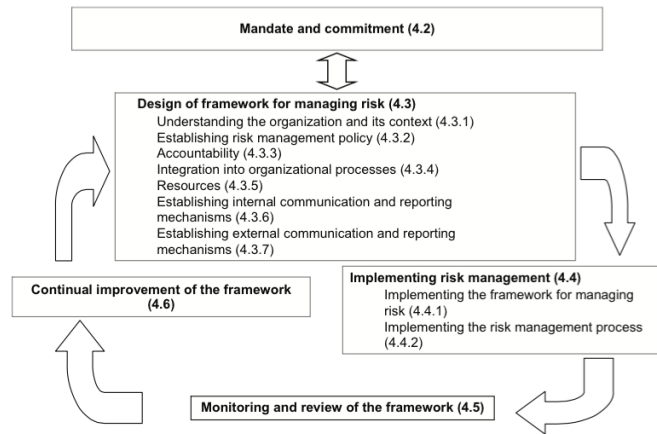 Mandate and commitment (4.2)
Design of framework for managing risk (4.3)
Understanding the organization and its context (4.3.1)
Establishing risk management policy (4.3.2)
Accountability (4.3.3)
Integration into organizational processes (4.3.4)
Resources (4.3.5)
Establishing internal communication and reporting
mechanisms (4.3.6)
Establishing external communication and reporting
mechanisms (4.3.7)
Implementing risk management (4.4)
Implementing the framework for managing
risk (4.4.1)
Implementing the risk management process
(4.4.2)
Continual improvement of the framework
(4.6)
Monitoring and review of the framework (4.5)